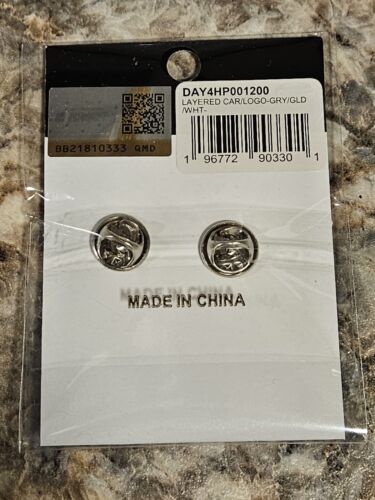 DAY4HP001200
LAYERED CAR/LOGO-GRY/GLD
/WHT-
1 96772 90330 1
BB21810333 QMD
MADE IN CHINA